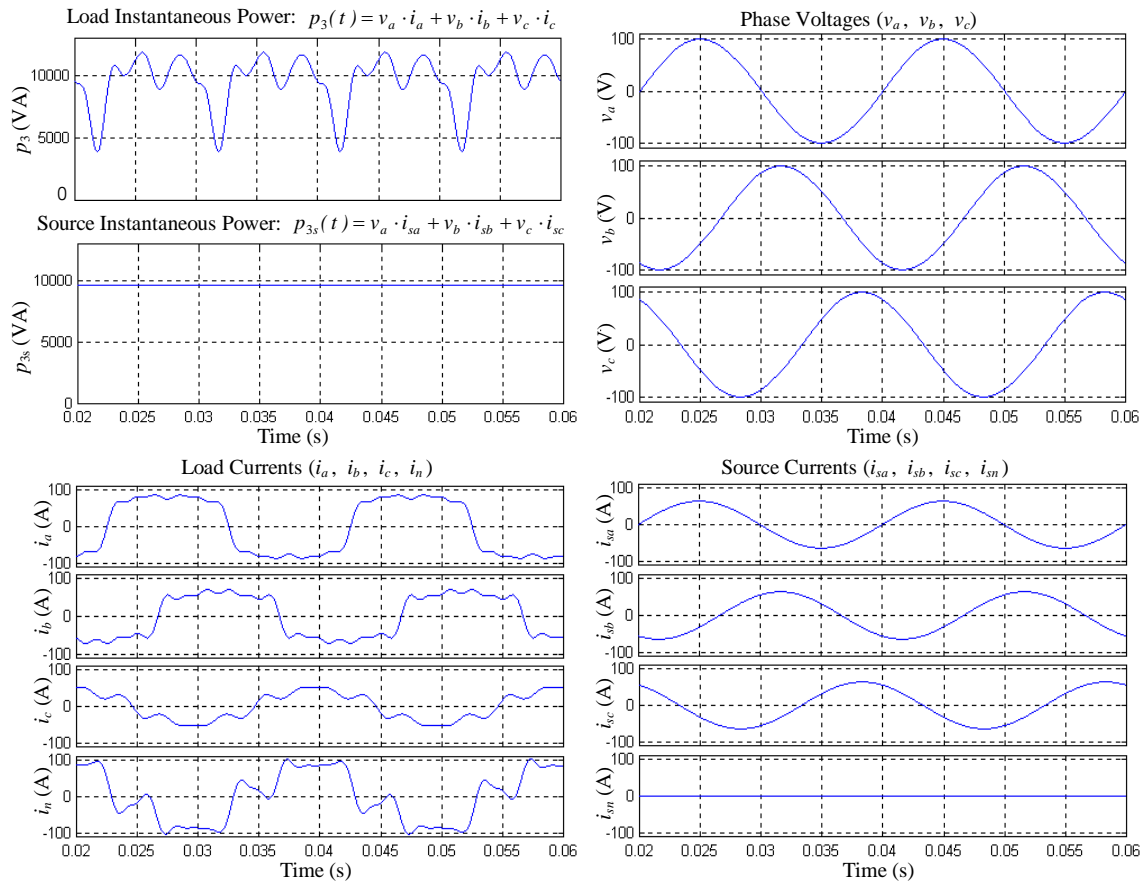 Load Instantaneous Power: p3(t) = va · ia + vb · ib + vc · ic
p3 (VA)
10000
5000
0
Source Instantaneous Power: p3s(t) = va · isa + vb · isb + vc · isc
p3s (VA)
10000
5000
0
0.02 0.025 0.03 0.035 0.04 0.045 0.05 0.055 0.06
Time (s)
Phase Voltages (va, vb, vc)
va (V)
100
0
-100
vb (V)
100
0
-100
vc (V)
100
0
-100
0.02 0.025 0.03 0.035 0.04 0.045 0.05 0.055 0.06
Time (s)
Load Currents (ia, ib, ic, in)
ia (A)
100
0
-100
ib (A)
100
0
-100
ic (A)
100
0
-100
in (A)
100
0
-100
0.02 0.025 0.03 0.035 0.04 0.045 0.05 0.055 0.06
Time (s)
Source Currents (isa, isb, isc, isn)
isa (A)
100
0
-100
isb (A)
100
0
-100
isc (A)
100
0
-100
isn (A)
100
0
-100
0.02 0.025 0.03 0.035 0.04 0.045 0.05 0.055 0.06
Time (s)